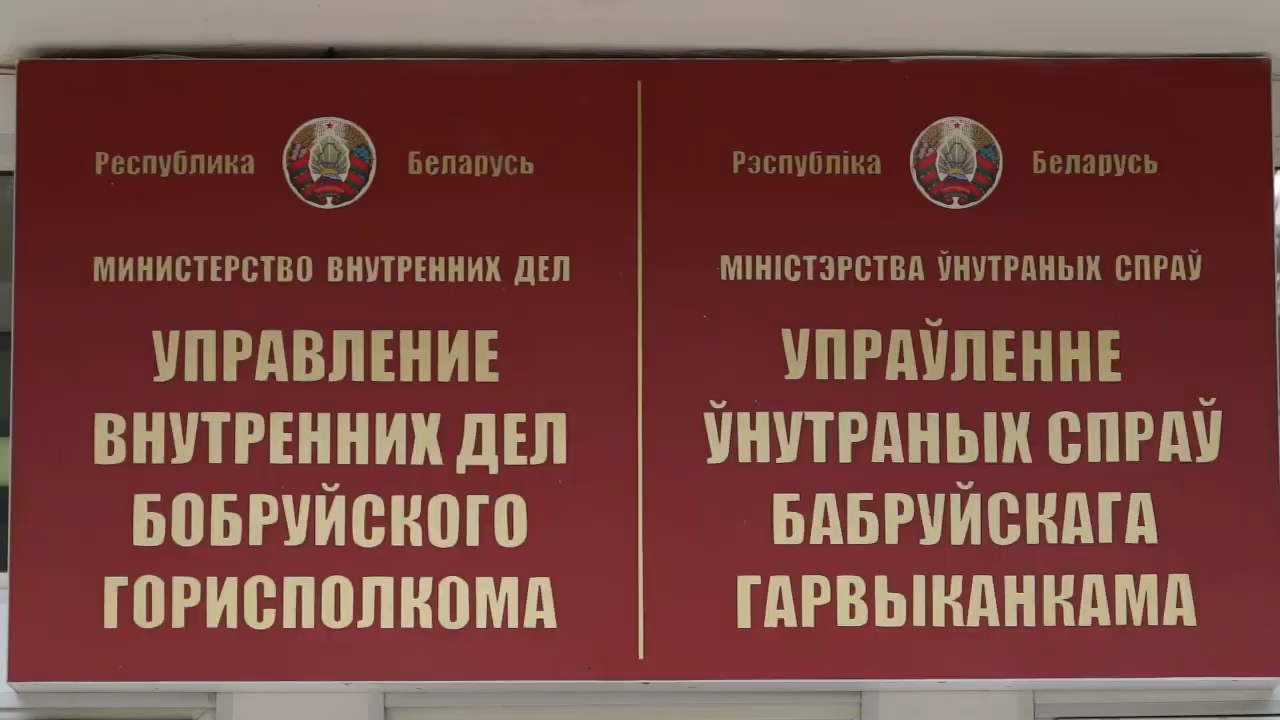 Республика Беларусь
МИНИСТЕРСТВО ВНУТРЕННИХ ДЕЛ
УПРАВЛЕНИЕ
ВНУТРЕННИХ ДЕЛ
БОБРУЙСКОГО
ГОРИСПОЛКОМА
Рэспубліка Беларусь
МІНІСТЭРСТВА ЎНУТРАНЫХ СПРАЎ
УПРАЎЛЕННЕ
ЎНУТРАНЫХ СПРАЎ
БАБРУЙСКАГА
ГАРВЫКАНКАМА